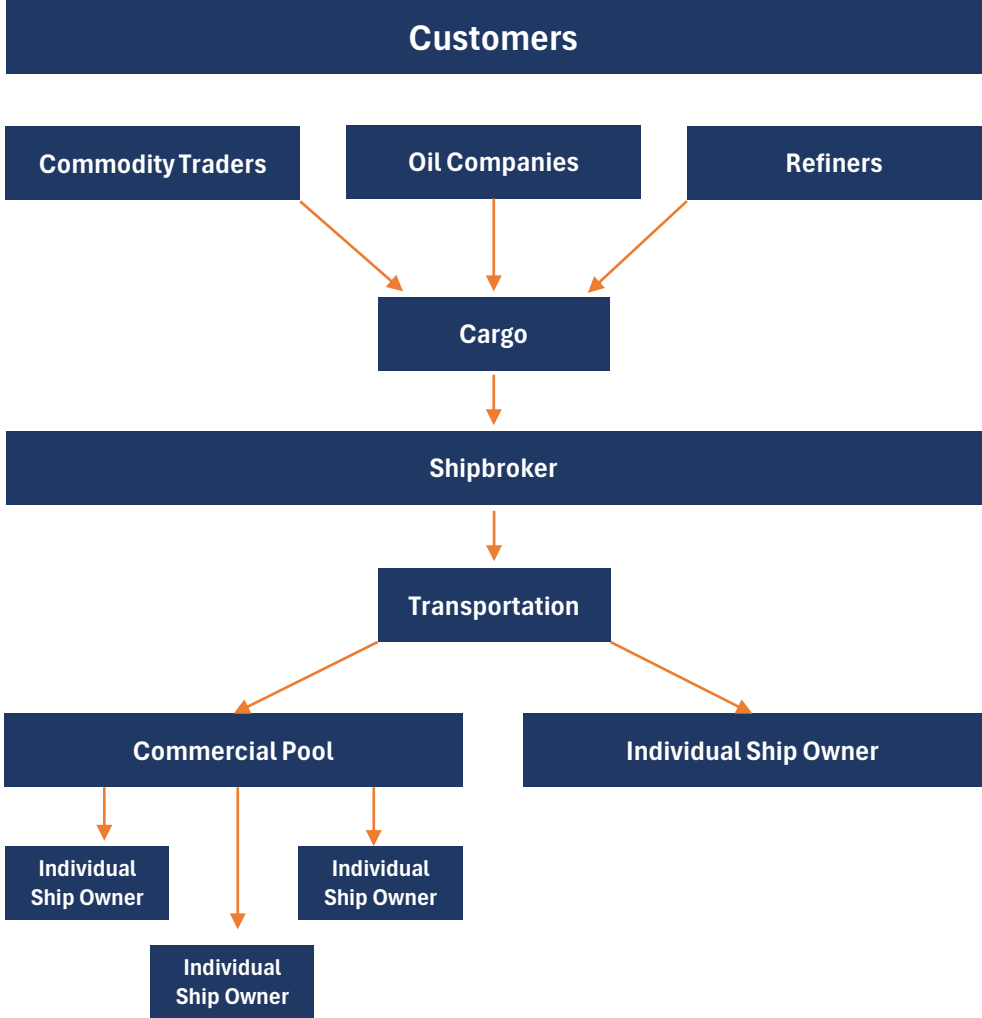 Customers
Commodity Traders
Oil Companies
Refiners
Cargo
Shipbroker
Transportation
Commercial Pool
Individual Ship Owner
Individual
Ship Owner
Individual
Ship Owner
Individual
Ship Owner